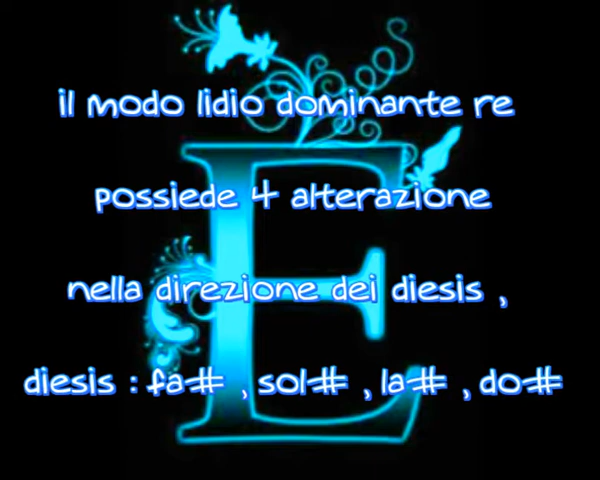 il modo lidio dominante re
possiede 4 alterazione
nella direzione dei diesis ,
diesis : fa# , sol# , la# , do#
E